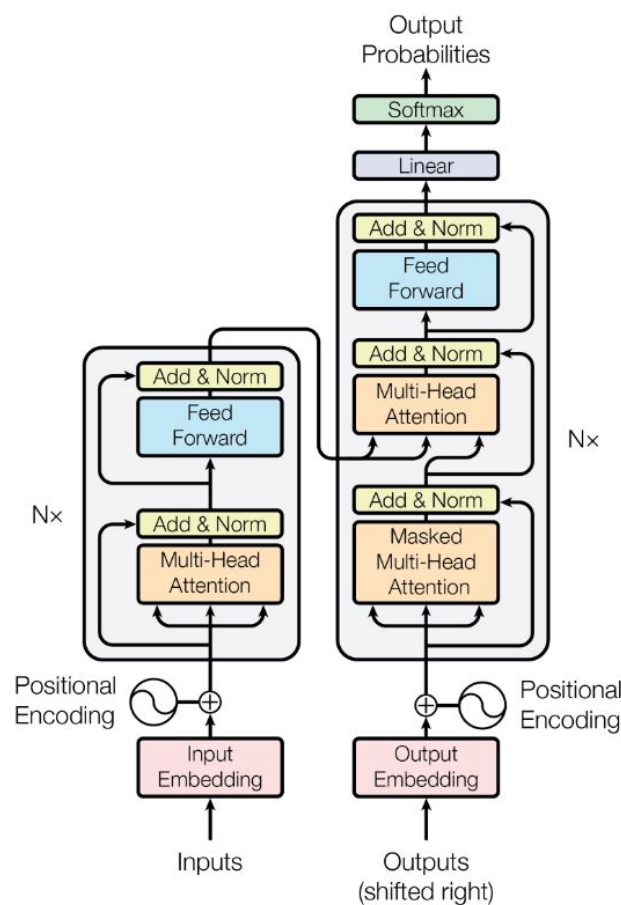 Output
Probabilities
Softmax
Linear
Add & Norm
Feed
Forward
Add & Norm
Multi-Head
Attention
Add & Norm
Masked
Multi-Head
Attention
N×
Add & Norm
Feed
Forward
Add & Norm
Multi-Head
Attention
N×
Positional
Encoding
Positional
Encoding
Input
Embedding
Output
Embedding
Inputs
Outputs
(shifted right)